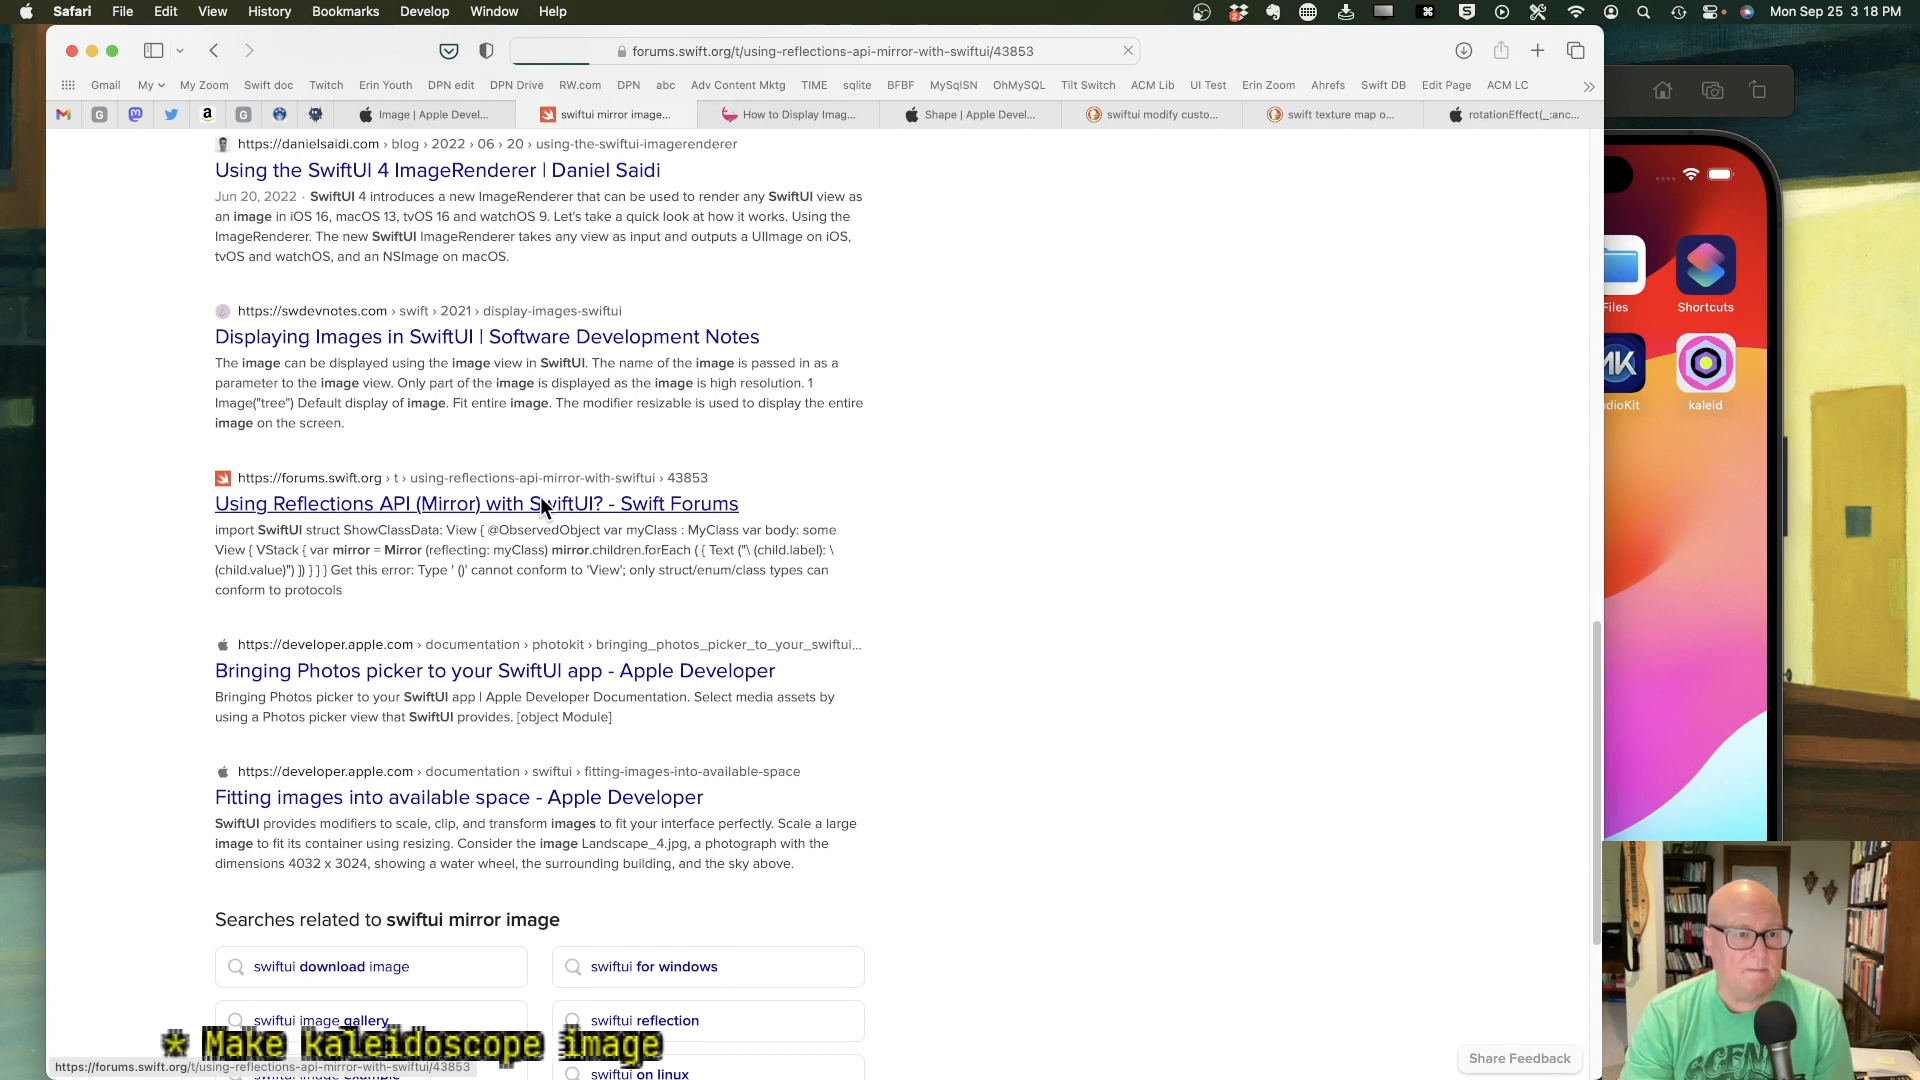 Safari File Edit View History Bookmarks Develop Window Help
Mon Sep 25 3 18 PM
forums.swift.org/t/using-reflections-api-mirror-with-swiftui/43853
Gmail My My Zoom Swift doc Twitch Erin Youth DPN edit DPN Drive RW.com DPN abc Adv Content Mktg TIME sqlite BFBF MySqlSN OhMySQL Tilt Switch ACM Lib UI Test Erin Zoom Ahrefs Swift DB Edit Page ACM LC
Image | Apple Devel... swiftui mirror image... How to Display Imag... Shape | Apple Devel... swiftui modify custo... swift texture map o... rotationEffect(_:anc...
https://danielsaidi.com › blog › 2022 › 06 › 20 › using-the-swiftui-imagerenderer
Using the SwiftUI 4 ImageRenderer | Daniel Saidi
Jun 20, 2022 · SwiftUI 4 introduces a new ImageRenderer that can be used to render any SwiftUI view as
an image in iOS 16, macOS 13, tvOS 16 and watchOS 9. Let's take a quick look at how it works. Using the
ImageRenderer. The new SwiftUI ImageRenderer takes any view as input and outputs a UIImage on iOS,
tvOS and watchOS, and an NSImage on macOS.
https://swdevnotes.com › swift › 2021 › display-images-swiftui
Displaying Images in SwiftUI | Software Development Notes
The image can be displayed using the image view in SwiftUI. The name of the image is passed in as a
parameter to the image view. Only part of the image is displayed as the image is high resolution. 1
Image("tree") Default display of image. Fit entire image. The modifier resizable is used to display the entire
image on the screen.
https://forums.swift.org › t › using-reflections-api-mirror-with-swiftui › 43853
Using Reflections API (Mirror) with SwiftUI? - Swift Forums
import SwiftUI struct ShowClassData: View { @ObservedObject var myClass : MyClass var body: some
View { VStack { var mirror = Mirror (reflecting: myClass) mirror.children.forEach ( { Text ("\ (child.label): \
(child.value)") }) } } } Get this error: Type ' ()' cannot conform to 'View'; only struct/enum/class types can
conform to protocols
https://developer.apple.com › documentation › photokit › bringing_photos_picker_to_your_swiftui...
Bringing Photos picker to your SwiftUI app - Apple Developer
Bringing Photos picker to your SwiftUI app | Apple Developer Documentation. Select media assets by
using a Photos picker view that SwiftUI provides. [object Module]
https://developer.apple.com › documentation › swiftui › fitting-images-into-available-space
Fitting images into available space - Apple Developer
SwiftUI provides modifiers to scale, clip, and transform images to fit your interface perfectly. Scale a large
image to fit its container using resizing. Consider the image Landscape_4.jpg, a photograph with the
dimensions 4032 x 3024, showing a water wheel, the surrounding building, and the sky above.
Searches related to swiftui mirror image
swiftui download image
swiftui for windows
swiftui image gallery
swiftui reflection
* Make kaleidoscope image
https://forums.swift.org/t/using-reflections-api-mirror-with-swiftui/43853
swiftui on linux
Share Feedback
Files
Shortcuts
dioKit
kaleid